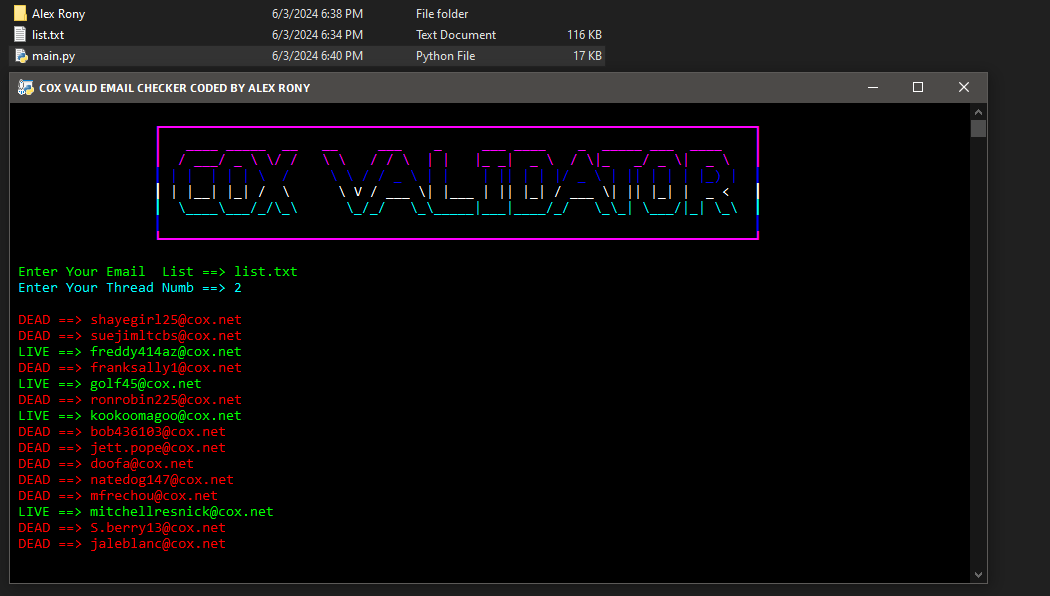 Alex Rony 6/3/2024 6:38 PM File folder
list.txt 6/3/2024 6:34 PM Text Document 116 KB
main.py 6/3/2024 6:40 PM Python File 17 KB
COX VALID EMAIL CHECKER CODED BY ALEX RONY
COX VALIDATOR
Enter Your Email  List ==> list.txt
Enter Your Thread Numb ==> 2
DEAD ==> shayegirl25@cox.net
DEAD ==> suejimltcbs@cox.net
LIVE ==> freddy414az@cox.net
DEAD ==> franksally1@cox.net
LIVE ==> golf45@cox.net
DEAD ==> ronrobin225@cox.net
LIVE ==> kookoomagoo@cox.net
DEAD ==> bob436103@cox.net
DEAD ==> jett.pope@cox.net
DEAD ==> doofa@cox.net
DEAD ==> natedog147@cox.net
DEAD ==> mfrechou@cox.net
LIVE ==> mitchellresnick@cox.net
DEAD ==> S.berry13@cox.net
DEAD ==> jaleblanc@cox.net